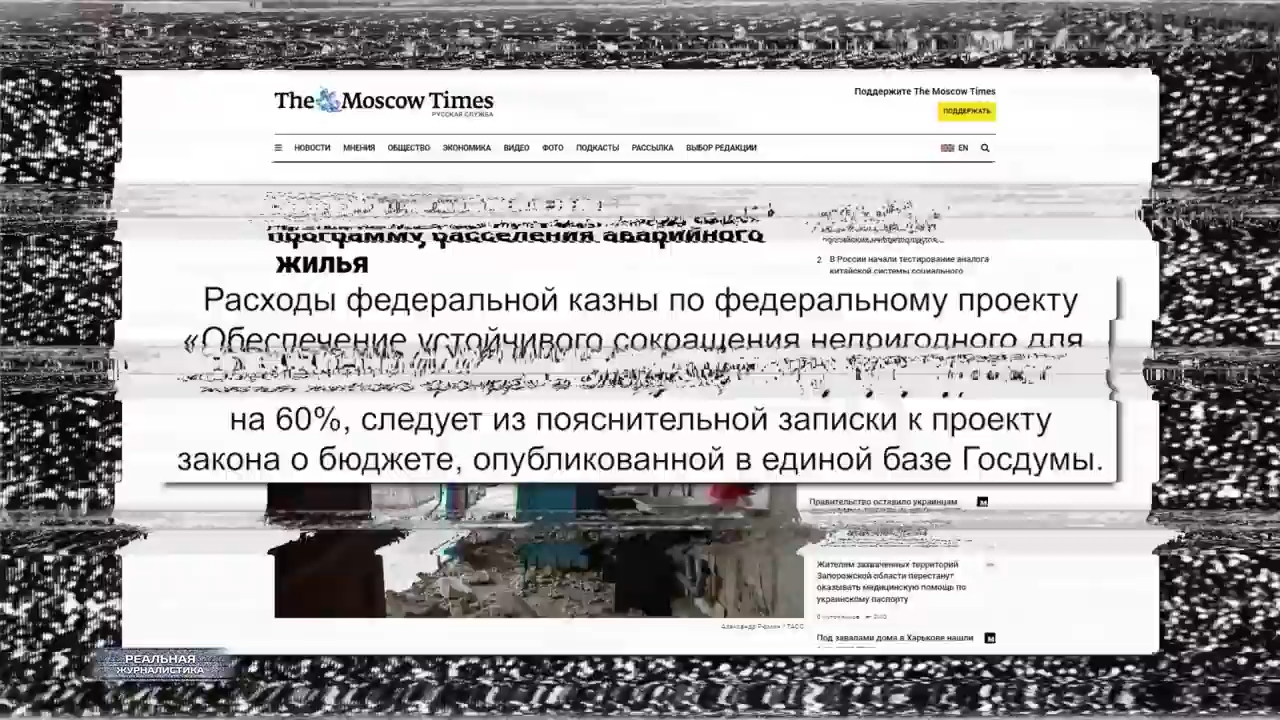 The Moscow Times
РУССКАЯ СЛУЖБА
Поддержите The Moscow Times
ПОДДЕРЖАТЬ
НОВОСТИ МНЕНИЯ ОБЩЕСТВО ЭКОНОМИКА ВИДЕО ФОТО ПОДКАСТЫ РАССЫЛКА ВЫБОР РЕДАКЦИИ
EN
программу расселения аварийного
жилья
2 В России начали тестирование аналога
китайской системы социального
Расходы федеральной казны по федеральному проекту
«Обеспечение устойчивого сокращения непригодного для
на 60%, следует из пояснительной записки к проекту
закона о бюджете, опубликованной в единой базе Госдумы.
Правительство оставило украинцам
Жителям захваченных территорий
Запорожской области перестанут
оказывать медицинскую помощь по
украинскому паспорту
Александр Рюмин / ТАСС
Под завалами дома в Харькове нашли
РЕАЛЬНАЯ
ЖУРНАЛИСТИКА